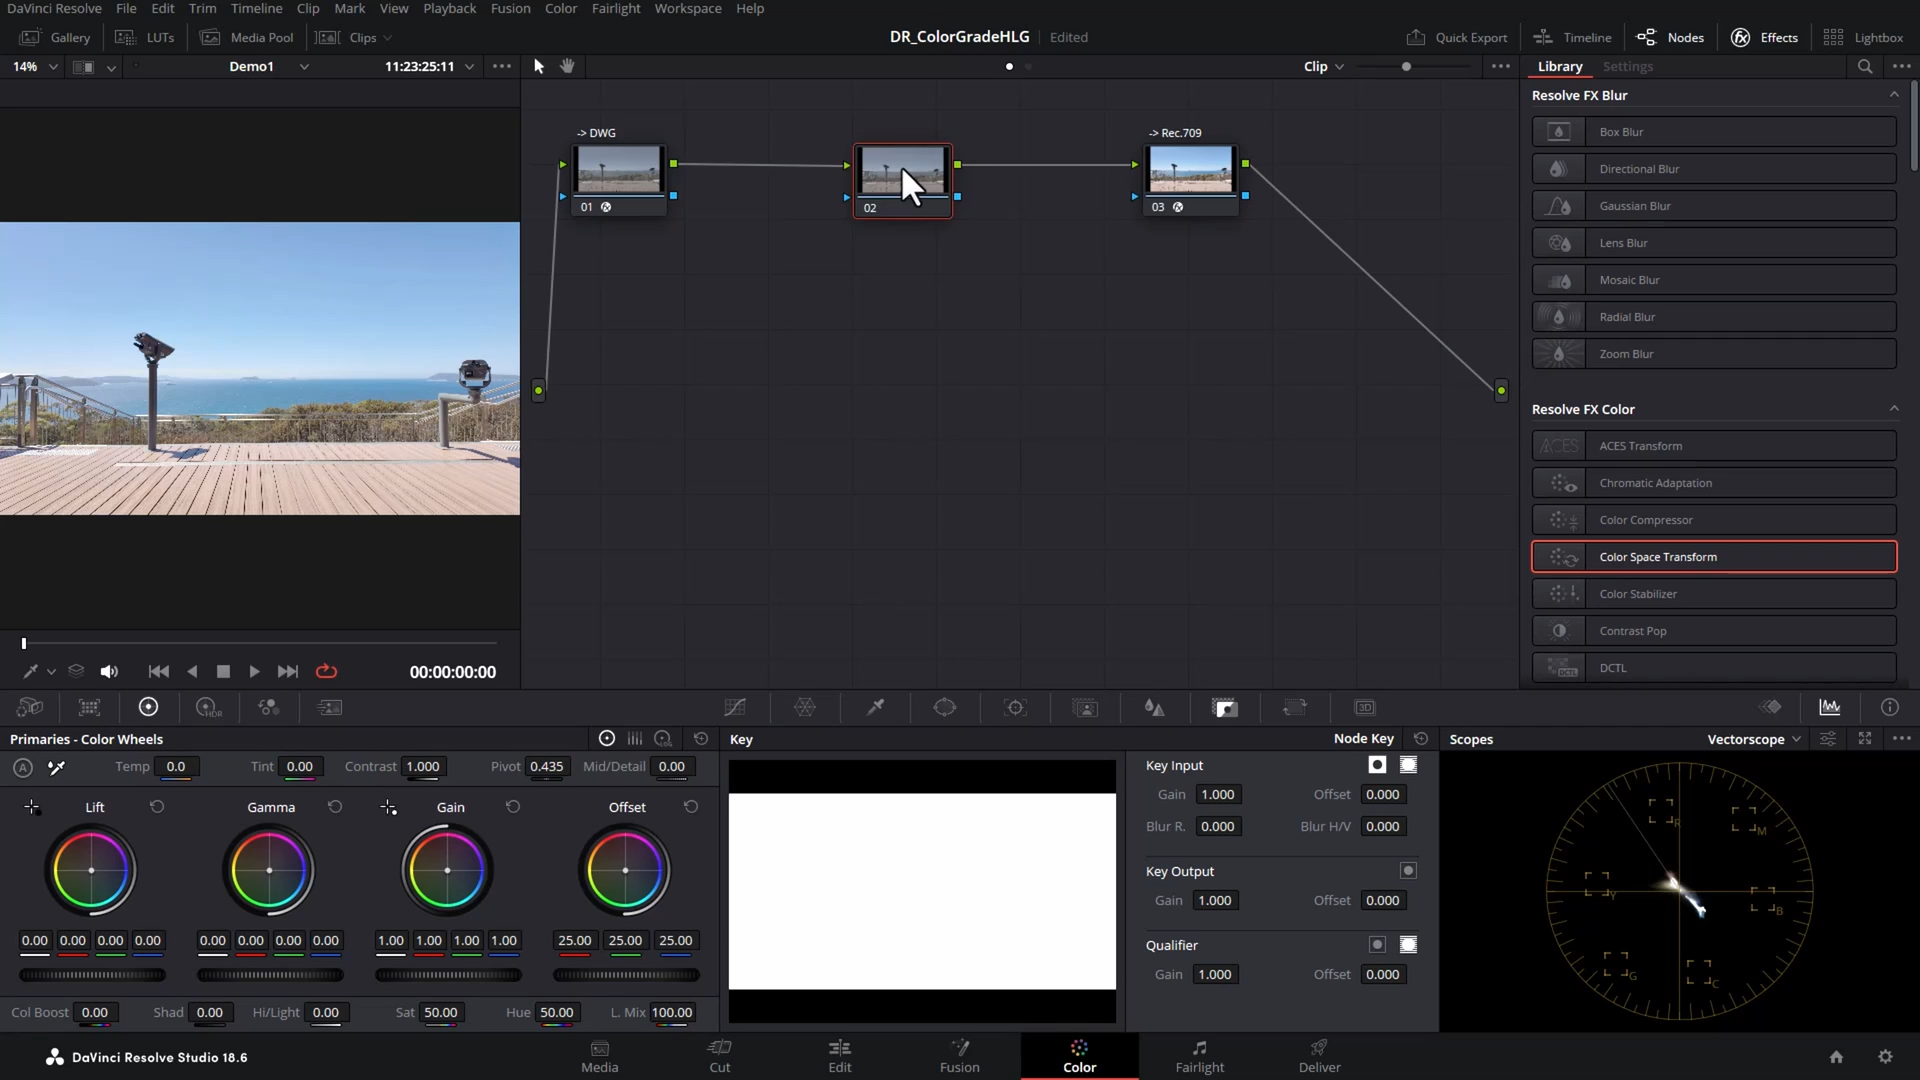 DaVinci Resolve File Edit Trim Timeline Clip Mark View Playback Fusion Color Fairlight Workspace Help
Gallery LUTs Media Pool Clips DR_ColorGradeHLG Edited Quick Export Timeline Nodes fx Effects Lightbox
14% Demo1 11:23:25:11 Clip Library Settings
Resolve FX Blur
-> DWG -> Rec.709
Box Blur
Directional Blur
01 fx 02 03 fx Gaussian Blur
Lens Blur
Mosaic Blur
Radial Blur
Zoom Blur
Resolve FX Color
ACES ACES Transform
Chromatic Adaptation
Color Compressor
Color Space Transform
Color Stabilizer
Contrast Pop
DCTL DCTL
00:00:00:00
HDR 3D
Primaries - Color Wheels Key Node Key Scopes Vectorscope
A Temp 0.0 Tint 0.00 Contrast 1.000 Pivot 0.435 Mid/Detail 0.00 Key Input
Gain 1.000 Offset 0.000
Lift Gamma Gain Offset
Blur R. 0.000 Blur H/V 0.000
R M
Key Output
Gain 1.000 Offset 0.000
Y B
0.00 0.00 0.00 0.00 0.00 0.00 0.00 0.00 1.00 1.00 1.00 1.00 25.00 25.00 25.00 Qualifier
Gain 1.000 Offset 0.000
G C
Col Boost 0.00 Shad 0.00 Hi/Light 0.00 Sat 50.00 Hue 50.00 L. Mix 100.00
DaVinci Resolve Studio 18.6 Media Cut Edit Fusion Color Fairlight Deliver